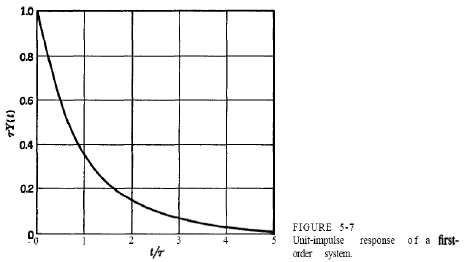 1.0
0.8
0.6
0.4
0.2
0
τY(t)
0 1 2 3 4 5
t/τ
FIGURE 5-7
Unit-impulse response of a first-
order system.